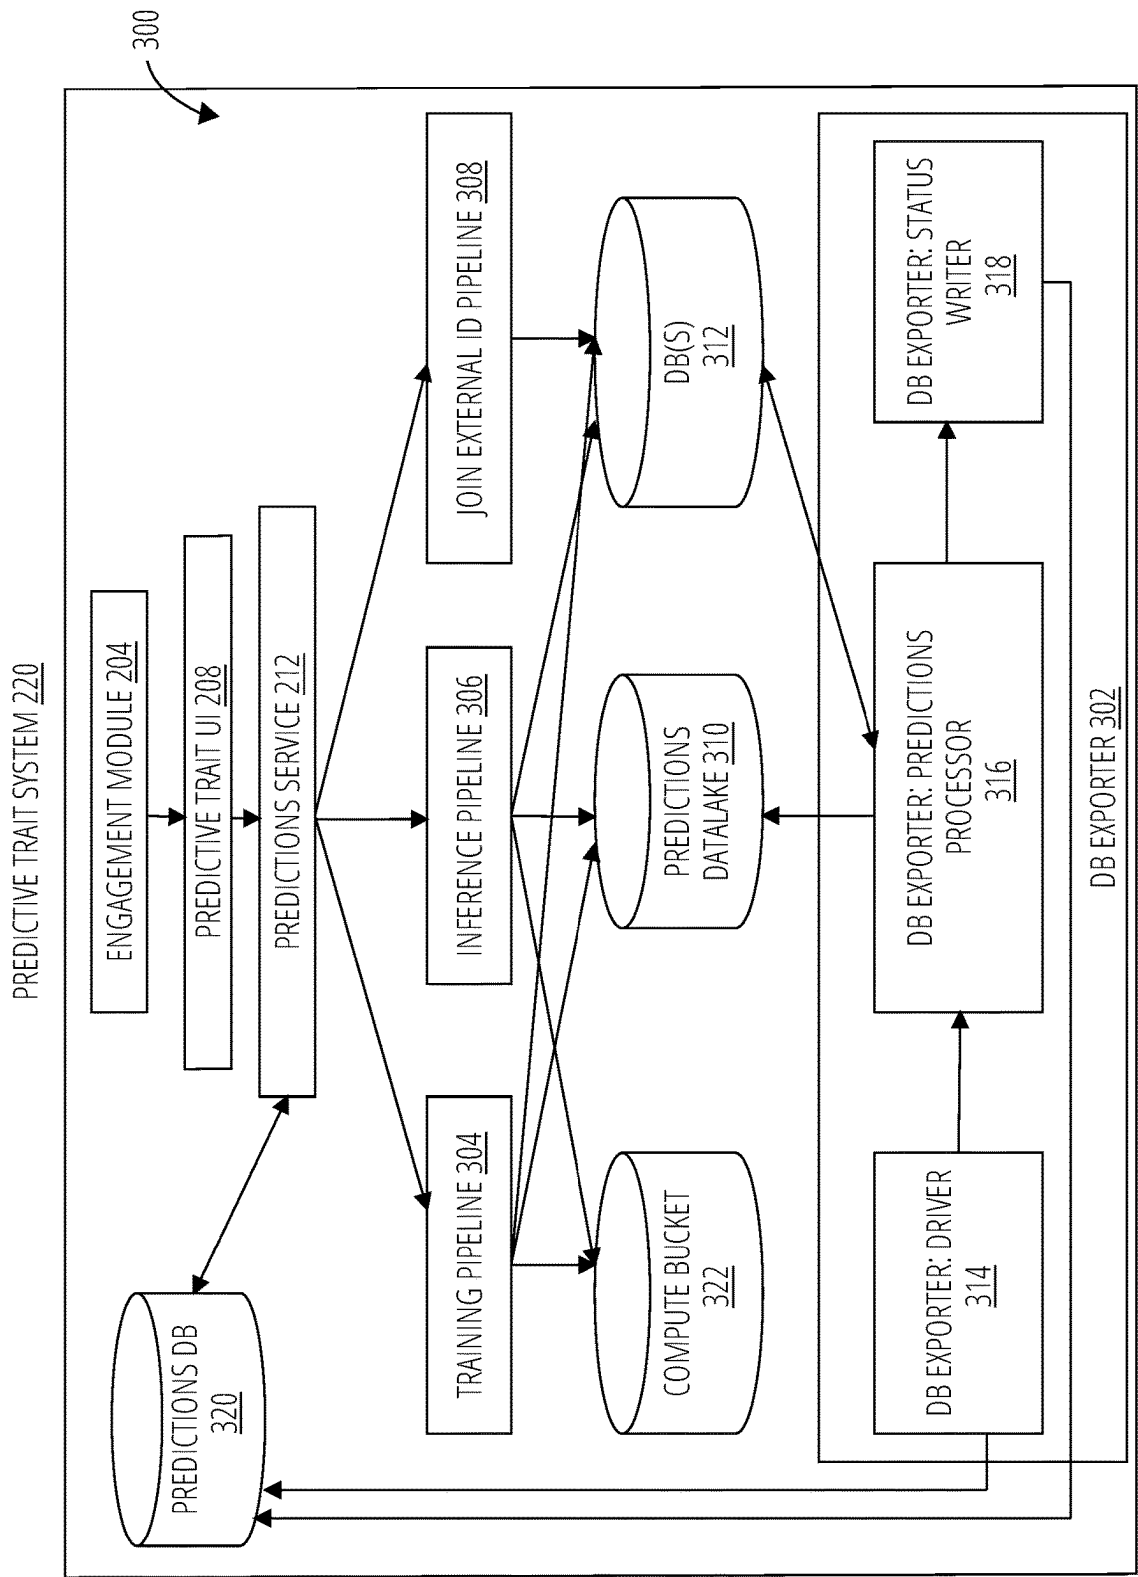 PREDICTIVE TRAIT SYSTEM 220
300
ENGAGEMENT MODULE 204
PREDICTIVE TRAIT UI 208
PREDICTIONS SERVICE 212
PREDICTIONS DB
320
TRAINING PIPELINE 304
INFERENCE PIPELINE 306
JOIN EXTERNAL ID PIPELINE 308
COMPUTE BUCKET
322
PREDICTIONS
DATALAKE 310
DB(S)
312
DB EXPORTER: DRIVER
314
DB EXPORTER: PREDICTIONS
PROCESSOR
316
DB EXPORTER: STATUS
WRITER
318
DB EXPORTER 302